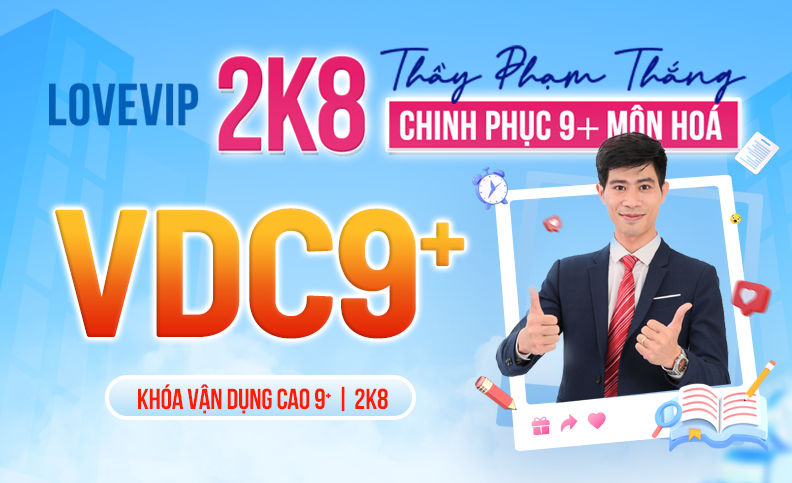 LOVEVIP 2K8
Thầy Phạm Thắng
CHINH PHỤC 9+ MÔN HOÁ
VDC9+
KHÓA VẬN DỤNG CAO 9+ | 2K8